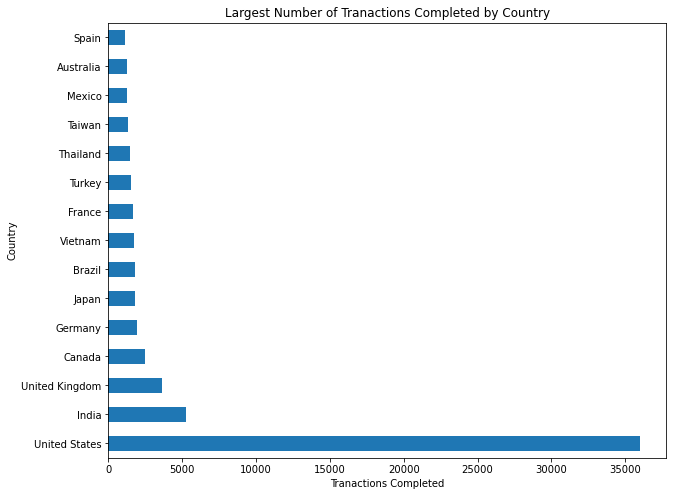 Largest Number of Tranactions Completed by Country
Spain
Australia
Mexico
Taiwan
Thailand
Turkey
France
Vietnam
Brazil
Japan
Germany
Canada
United Kingdom
India
United States
Country
0 5000 10000 15000 20000 25000 30000 35000
Tranactions Completed